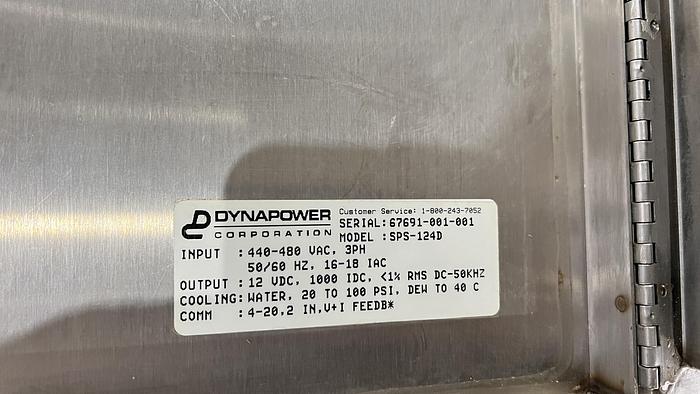 DYNAPOWER
CORPORATION
Customer Service: 1-800-243-7052
SERIAL:67691-001-001
MODEL :SPS-124D
INPUT :440-480 VAC, 3PH
50/60 HZ, 16-18 IAC
OUTPUT :12 VDC, 1000 IDC, <1% RMS DC-50KHZ
COOLING:WATER, 20 TO 100 PSI, DEW TO 40 C
COMM :4-20,2 IN,V+I FEEDB*